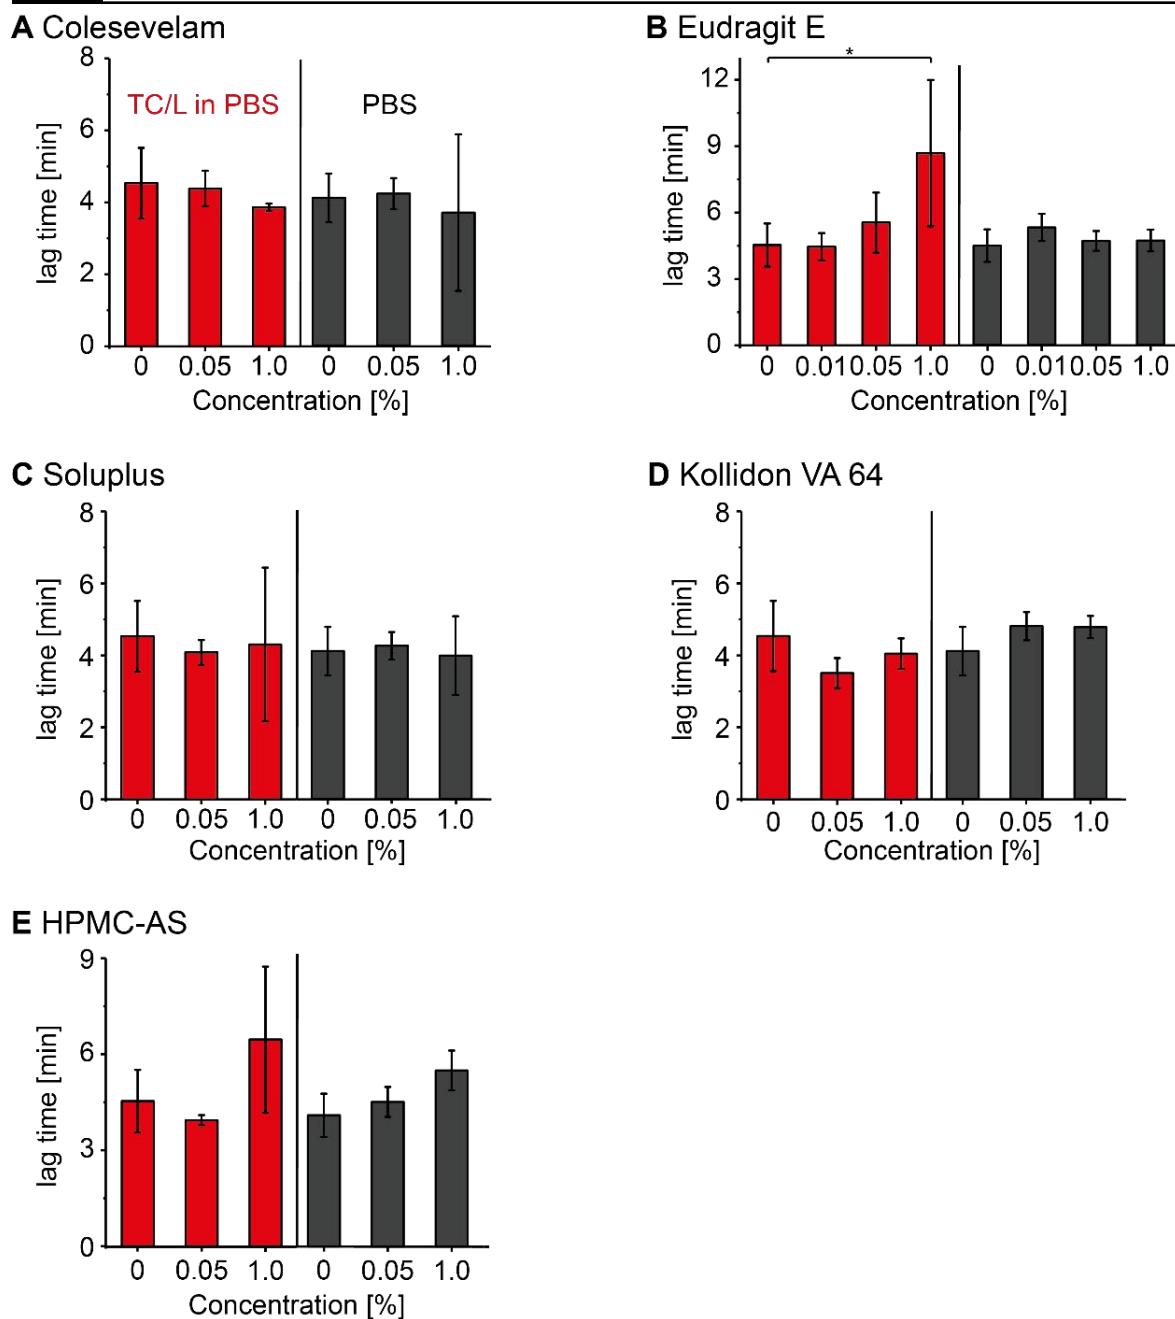 A Colesevelam
8
6
4
2
0
lag time [min]
TC/L in PBS
PBS
0 0.05 1.0 0 0.05 1.0
Concentration [%]
B Eudragit E
*
12
9
6
3
0
lag time [min]
0 0.01 0.05 1.0 0 0.01 0.05 1.0
Concentration [%]
C Soluplus
8
6
4
2
0
lag time [min]
0 0.05 1.0 0 0.05 1.0
Concentration [%]
D Kollidon VA 64
8
6
4
2
0
lag time [min]
0 0.05 1.0 0 0.05 1.0
Concentration [%]
E HPMC-AS
9
6
3
0
lag time [min]
0 0.05 1.0 0 0.05 1.0
Concentration [%]